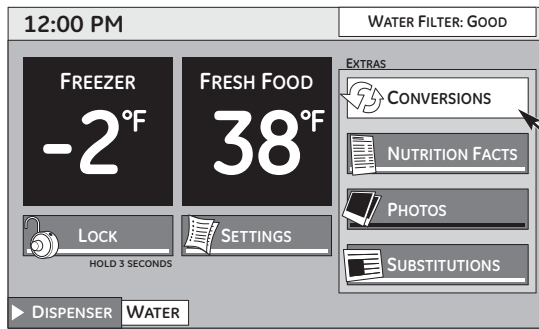 12:00 PM
WATER FILTER: GOOD
FREEZER
-2°F
FRESH FOOD
38°F
EXTRAS
CONVERSIONS
NUTRITION FACTS
PHOTOS
SUBSTITUTIONS
LOCK
HOLD 3 SECONDS
SETTINGS
DISPENSER WATER